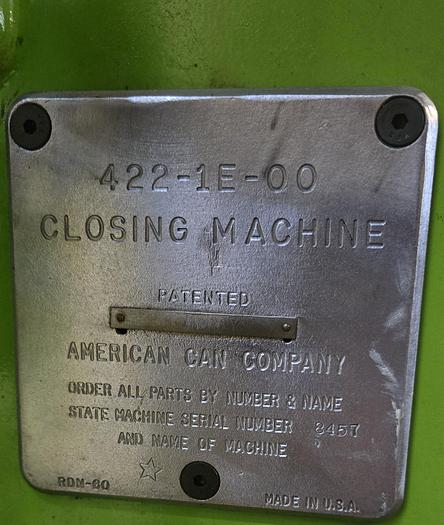 422-1E-00
CLOSING MACHINE
PATENTED
AMERICAN CAN COMPANY
ORDER ALL PARTS BY NUMBER & NAME
STATE MACHINE SERIAL NUMBER 8457
AND NAME OF MACHINE
RDN-60
MADE IN U.S.A.